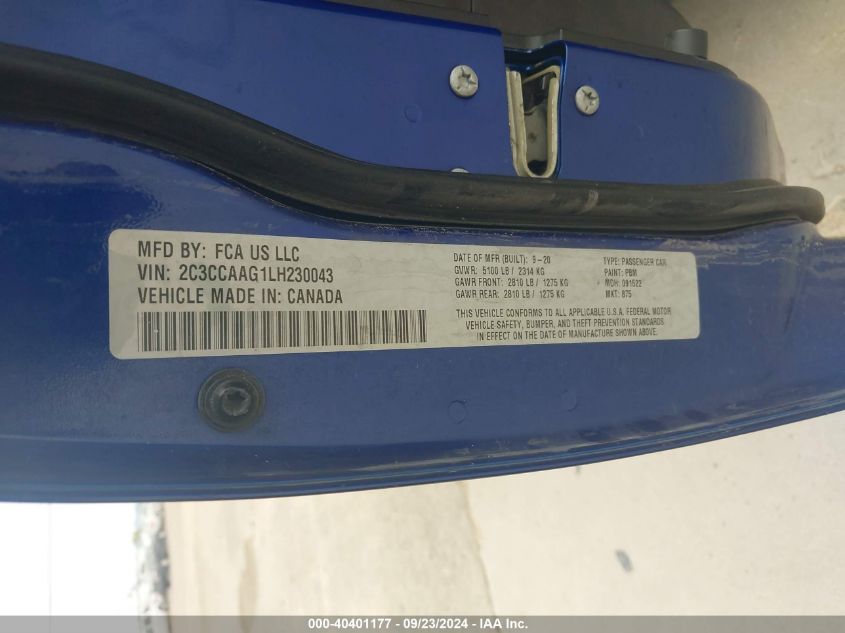 MFD BY: FCA US LLC
VIN: 2C3CCAAG1LH230043
VEHICLE MADE IN: CANADA
DATE OF MFR (BUILT): 9-20
GVWR: 5100 LB / 2314 KG
GAWR FRONT: 2810 LB / 1275 KG
GAWR REAR: 2810 LB / 1275 KG
TYPE: PASSENGER CAR
PAINT: PBM
MDH: 091522
MKT: 875
THIS VEHICLE CONFORMS TO ALL APPLICABLE U.S.A. FEDERAL MOTOR
VEHICLE SAFETY, BUMPER, AND THEFT PREVENTION STANDARDS
IN EFFECT ON THE DATE OF MANUFACTURE SHOWN ABOVE.
000-40401177 - 09/23/2024 - IAA Inc.